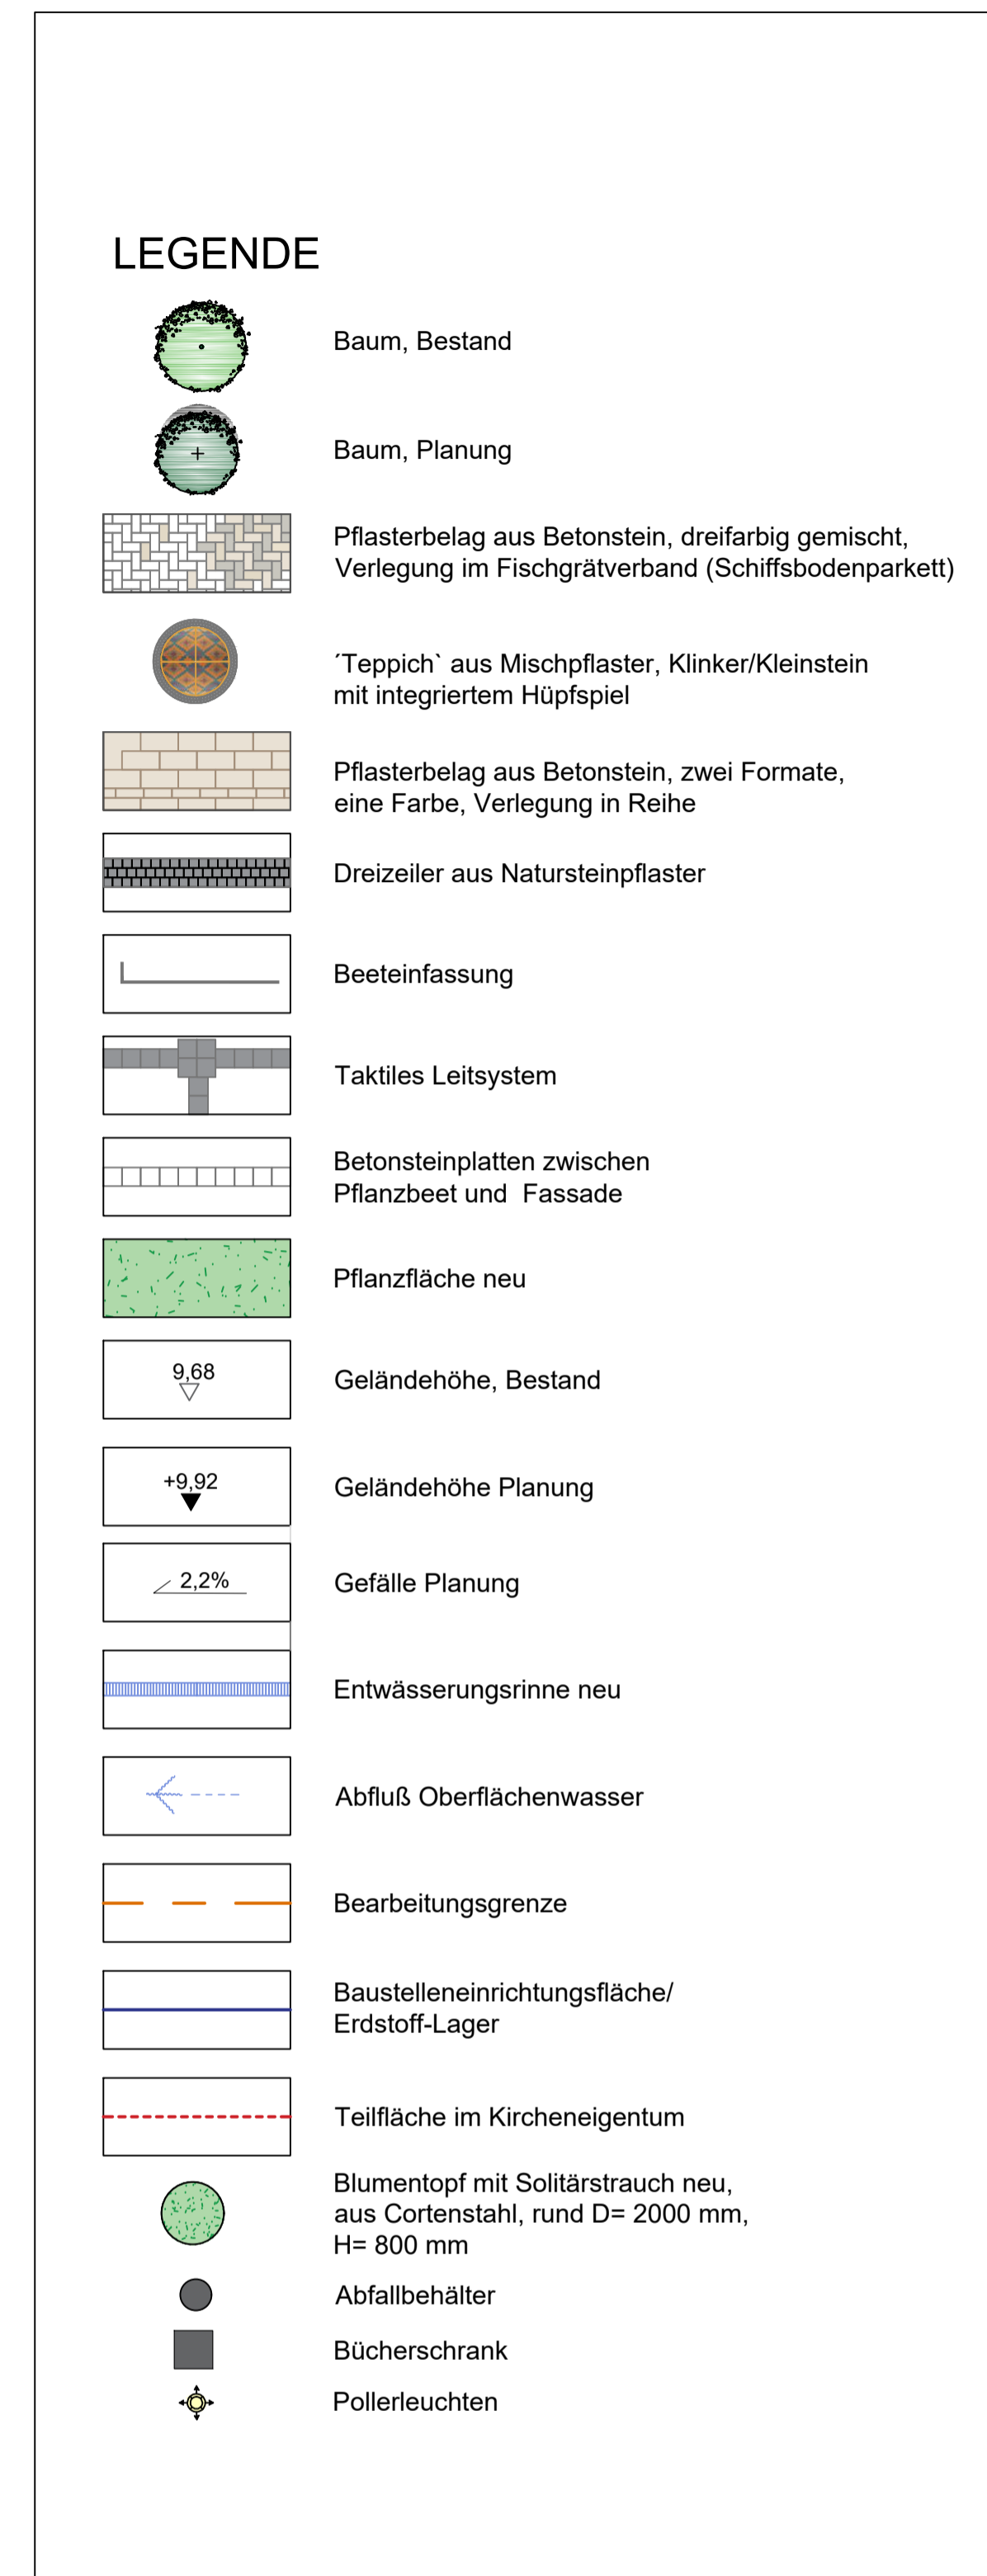 LEGENDE
Baum, Bestand
Baum, Planung
Pflasterbelag aus Betonstein, dreifarbig gemischt,
Verlegung im Fischgrätverband (Schiffsbodenparkett)
´Teppich` aus Mischpflaster, Klinker/Kleinstein
mit integriertem Hüpfspiel
Pflasterbelag aus Betonstein, zwei Formate,
eine Farbe, Verlegung in Reihe
Dreizeiler aus Natursteinpflaster
Beeteinfassung
Taktiles Leitsystem
Betonsteinplatten zwischen
Pflanzbeet und  Fassade
Pflanzfläche neu
9,68
Geländehöhe, Bestand
+9,92
Geländehöhe Planung
2,2%
Gefälle Planung
Entwässerungsrinne neu
Abfluß Oberflächenwasser
Bearbeitungsgrenze
Baustelleneinrichtungsfläche/
Erdstoff-Lager
Teilfläche im Kircheneigentum
Blumentopf mit Solitärstrauch neu,
aus Cortenstahl, rund D= 2000 mm,
H= 800 mm
Abfallbehälter
Bücherschrank
Pollerleuchten